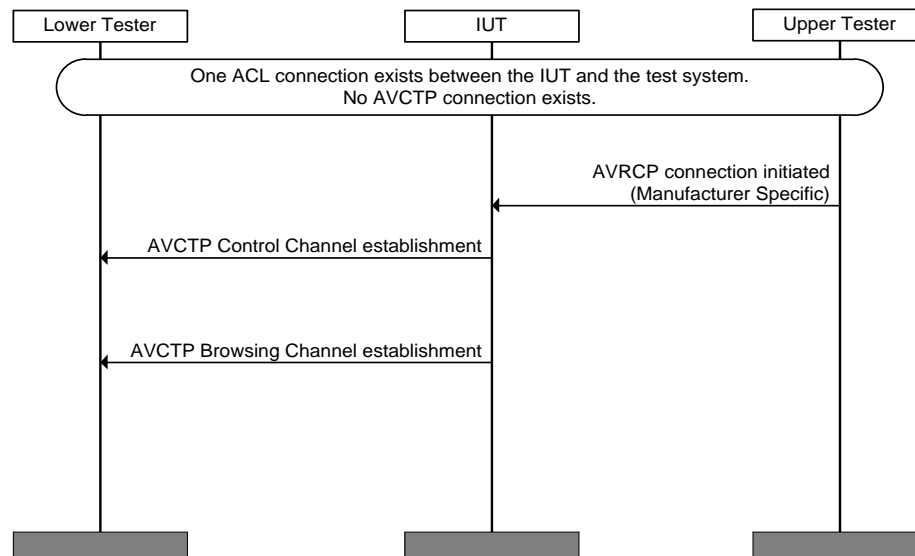 Lower Tester
IUT
Upper Tester
One ACL connection exists between the IUT and the test system.
No AVCTP connection exists.
AVRCP connection initiated
(Manufacturer Specific)
AVCTP Control Channel establishment
AVCTP Browsing Channel establishment